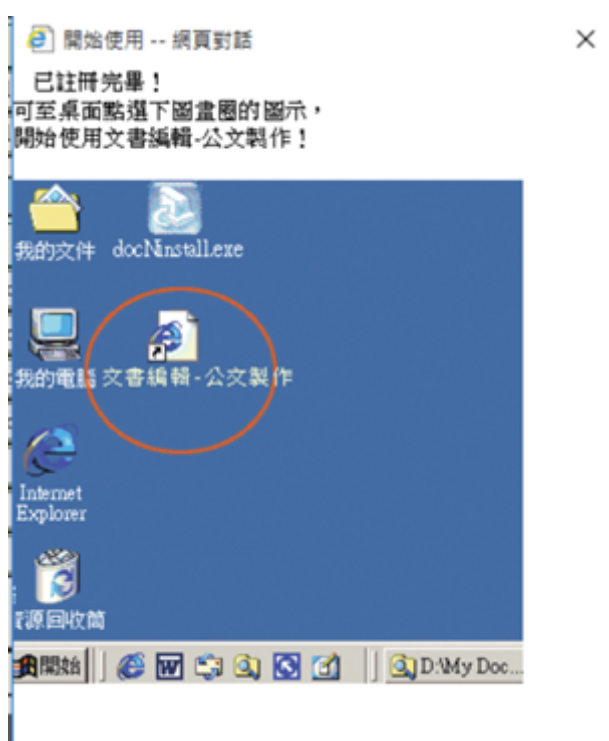 開始使用 -- 網頁對話
已註冊完畢！
可至桌面點選下圖畫圈的圖示，
開始使用文書編輯-公文製作！
我的文件 docNinstall.exe
我的電腦 文書編輯-公文製作
Internet
Explorer
資源回收筒
開始 D:\My Doc...